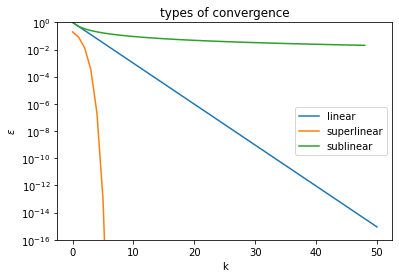 types of convergence
10^0
10^-2
10^-4
10^-6
10^-8
10^-10
10^-12
10^-14
10^-16
ε
linear
superlinear
sublinear
0 10 20 30 40 50
k